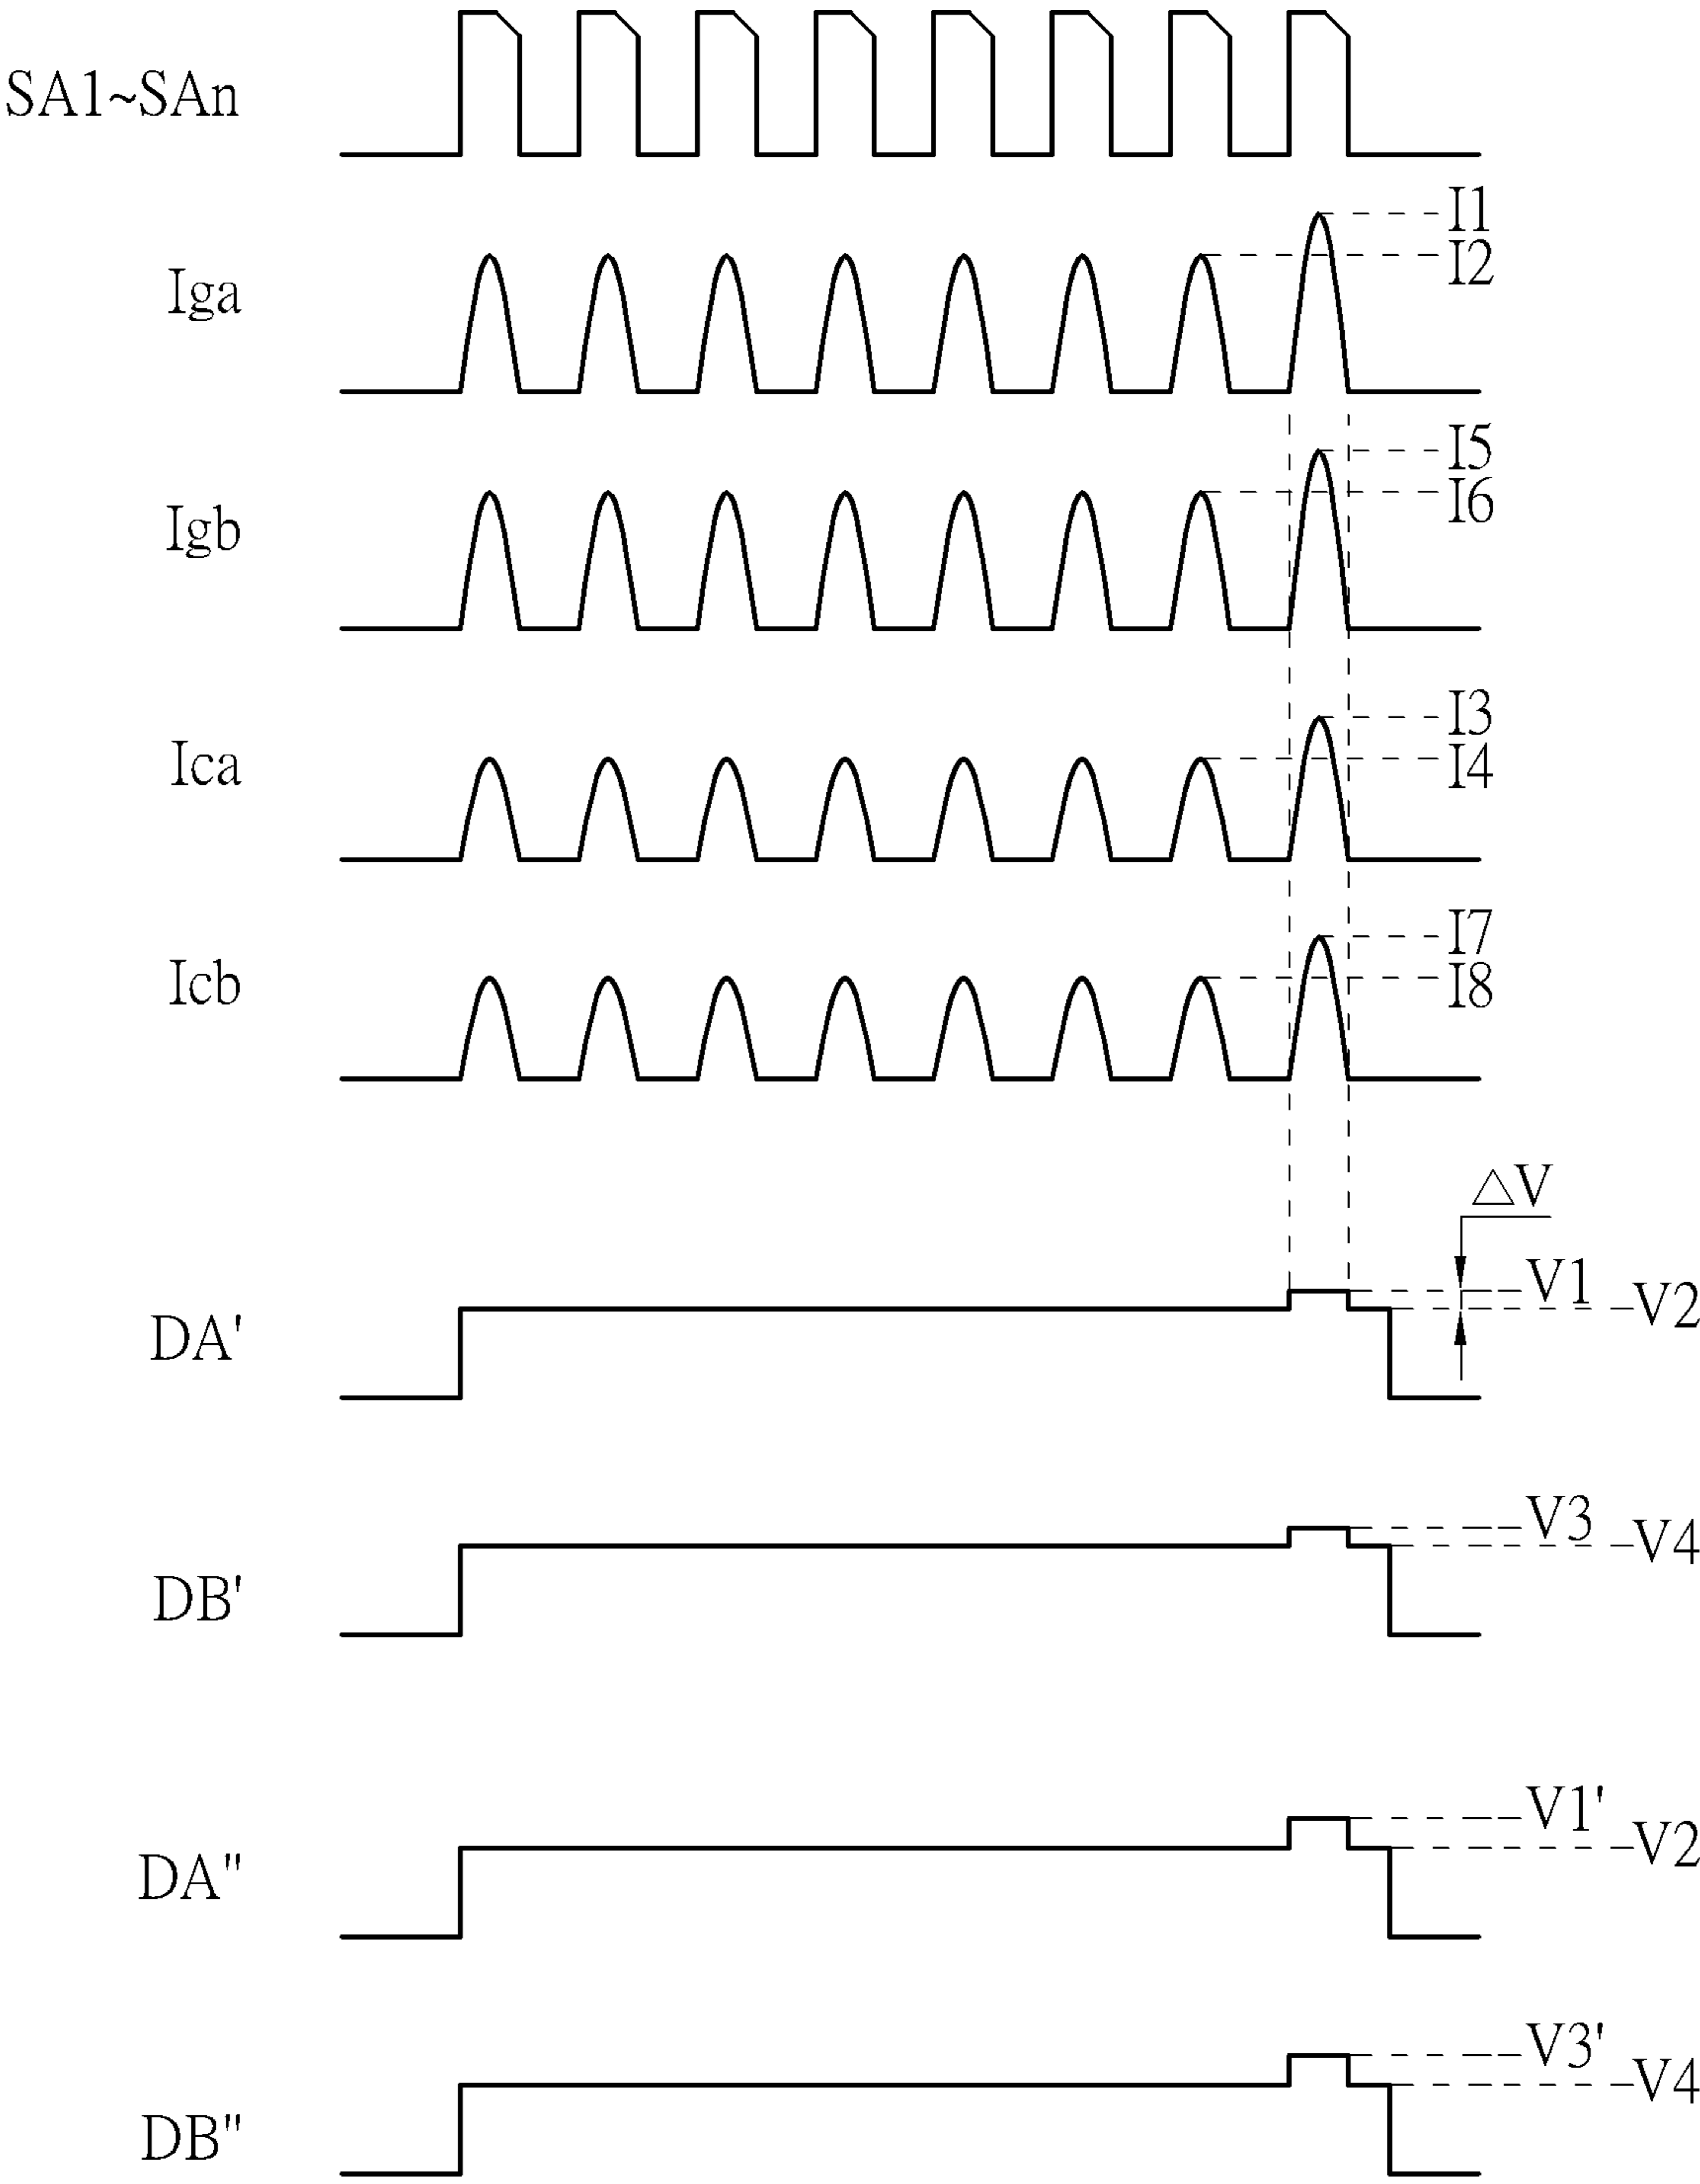 SA1~SAn
I1
I2
Iga
I5
I6
Igb
I3
I4
Ica
I7
I8
Icb
△V
V1
V2
DA'
V3
V4
DB'
V1'
V2
DA"
V3'
V4
DB"